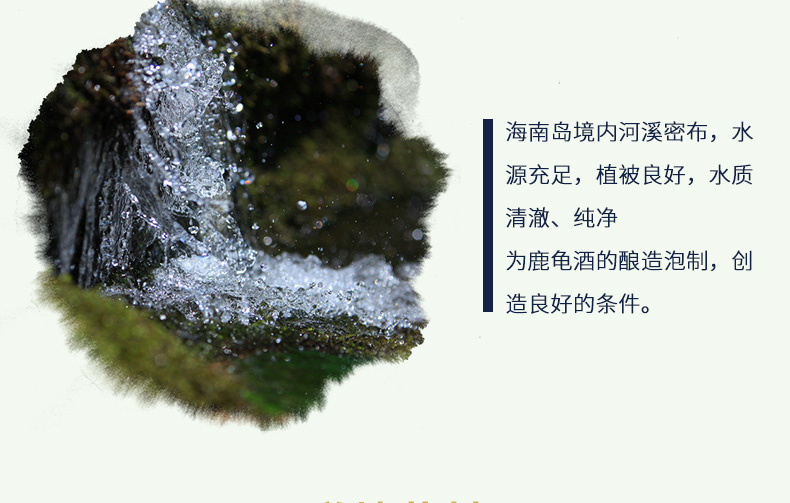 海南岛境内河溪密布，水
源充足，植被良好，水质
清澈、纯净
为鹿龟酒的酿造泡制，创
造良好的条件。